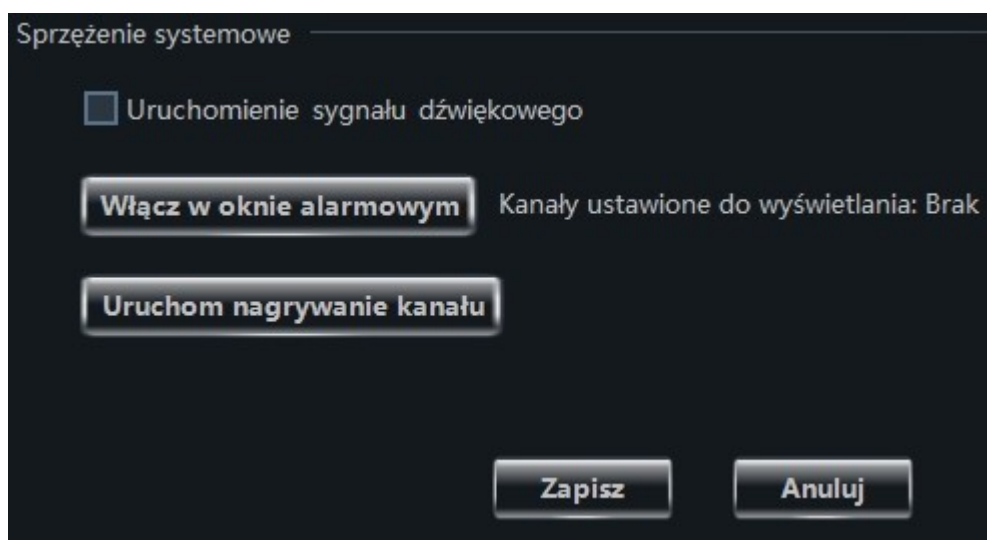 Sprzężenie systemowe
Uruchomienie sygnału dźwiękowego
Włącz w oknie alarmowym Kanały ustawione do wyświetlania: Brak
Uruchom nagrywanie kanału
Zapisz Anuluj